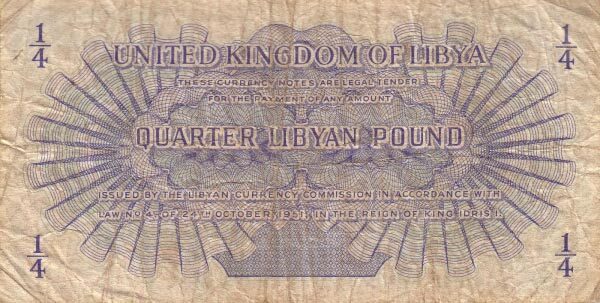 1/4 UNITED KINGDOM OF LIBYA 1/4
THESE CURRENCY NOTES ARE LEGAL TENDER
FOR THE PAYMENT OF ANY AMOUNT
QUARTER LIBYAN POUND
ISSUED BY THE LIBYAN CURRENCY COMMISSION IN ACCORDANCE WITH
LAW NO. 4 OF 24TH OCTOBER 1951, IN THE REIGN OF KING IDRIS I.
1/4 1/4